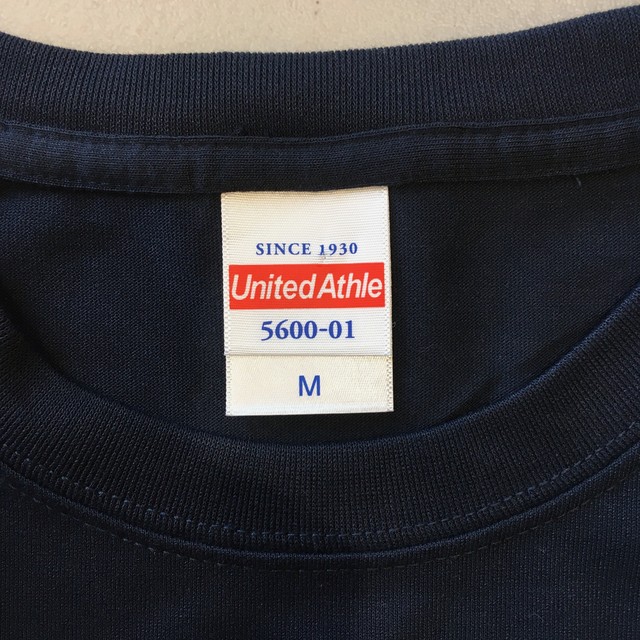 SINCE 1930
United Athle
5600-01
M